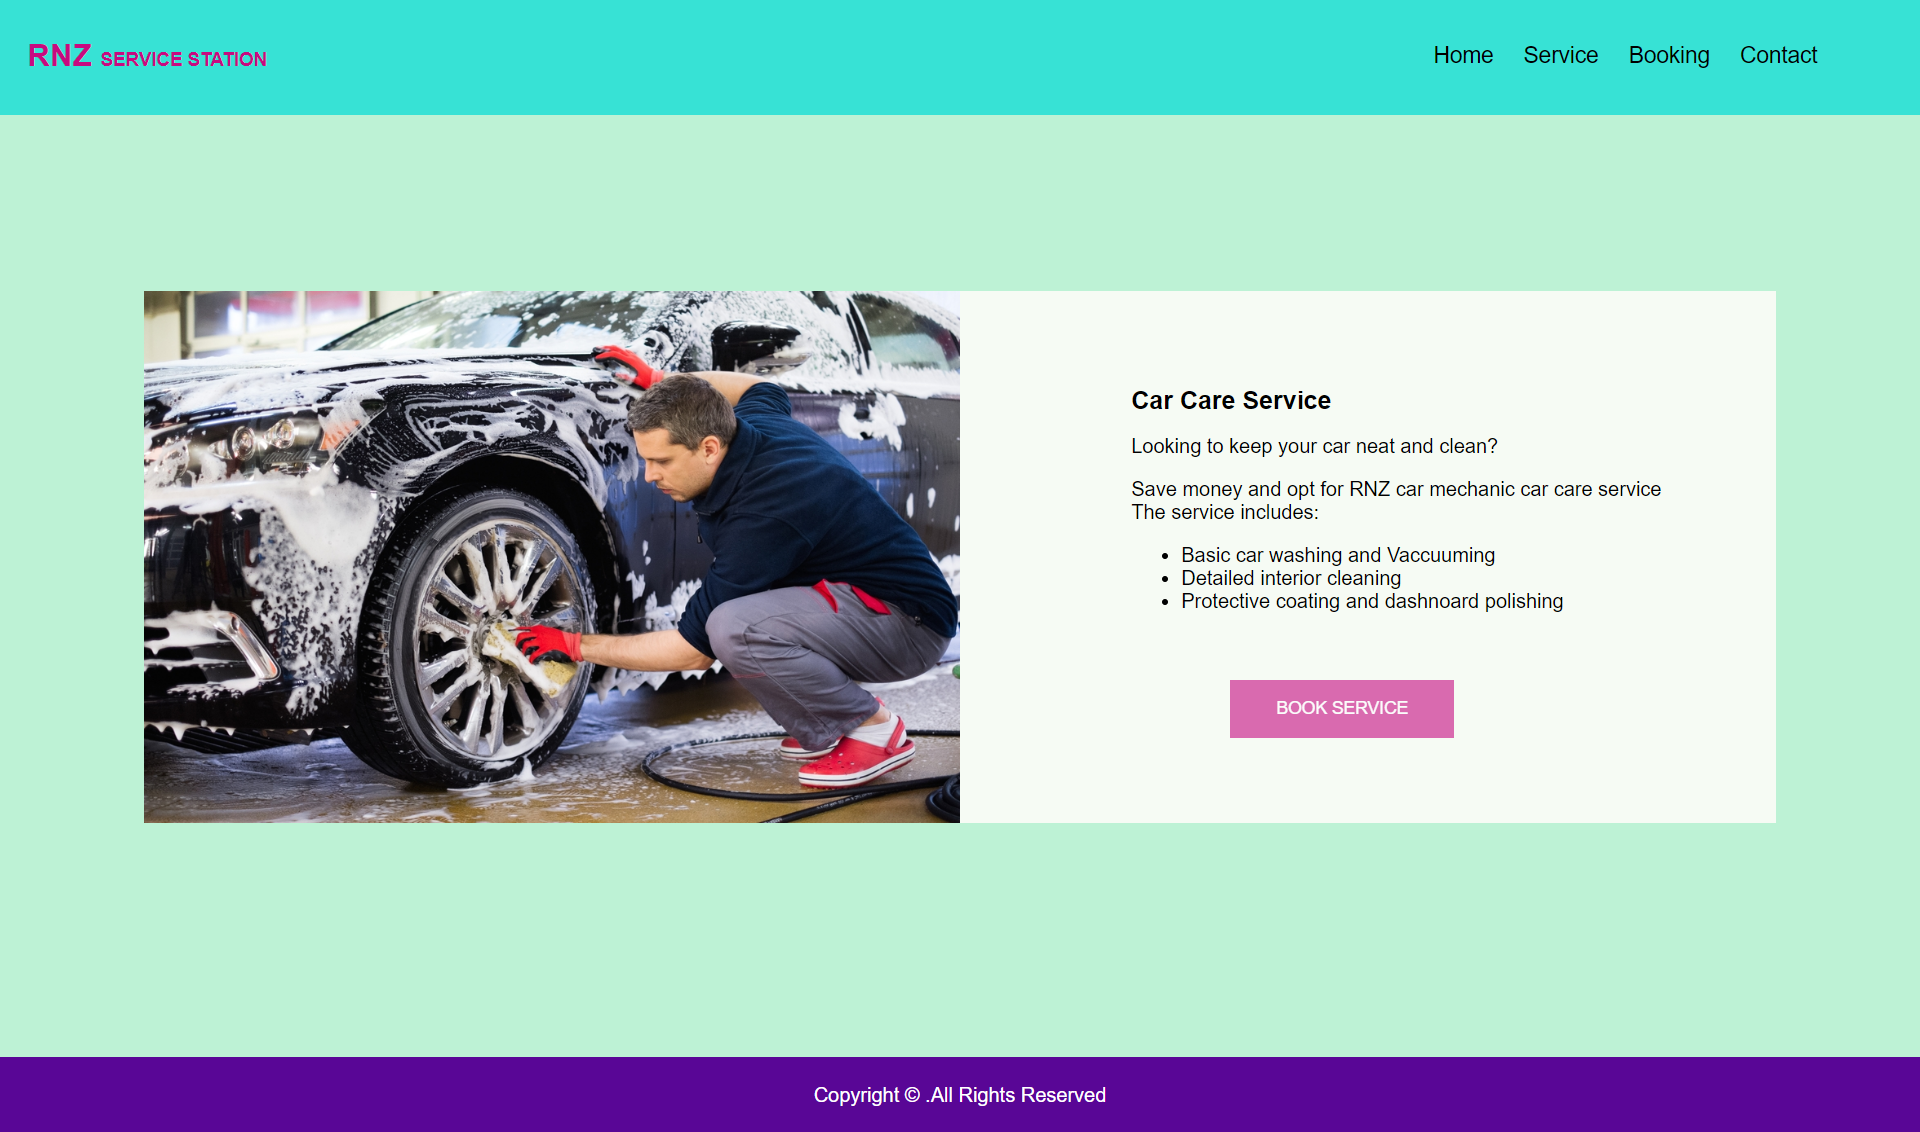 RNZ SERVICE STATION
Home Service Booking Contact
Car Care Service
Looking to keep your car neat and clean?
Save money and opt for RNZ car mechanic car care service
The service includes:
• Basic car washing and Vaccuuming
• Detailed interior cleaning
• Protective coating and dashnoard polishing
BOOK SERVICE
Copyright © .All Rights Reserved